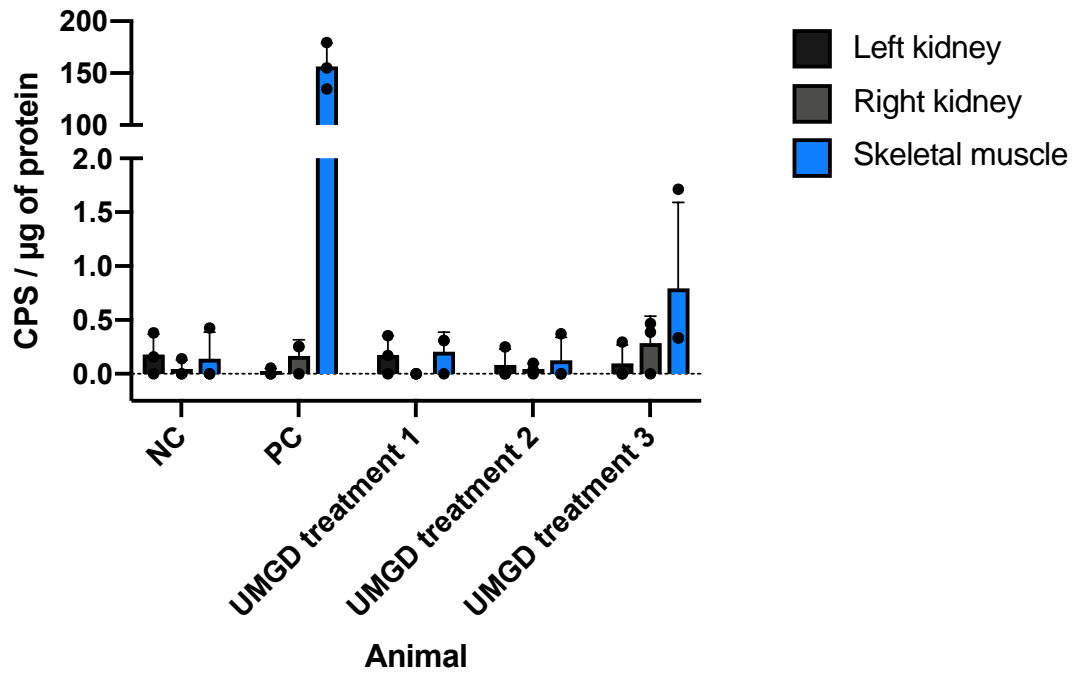 200
150
100
2.0
1.5
1.0
0.5
0.0
CPS / µg of protein
NC
PC
UMGD treatment 1
UMGD treatment 2
UMGD treatment 3
Animal
Left kidney
Right kidney
Skeletal muscle